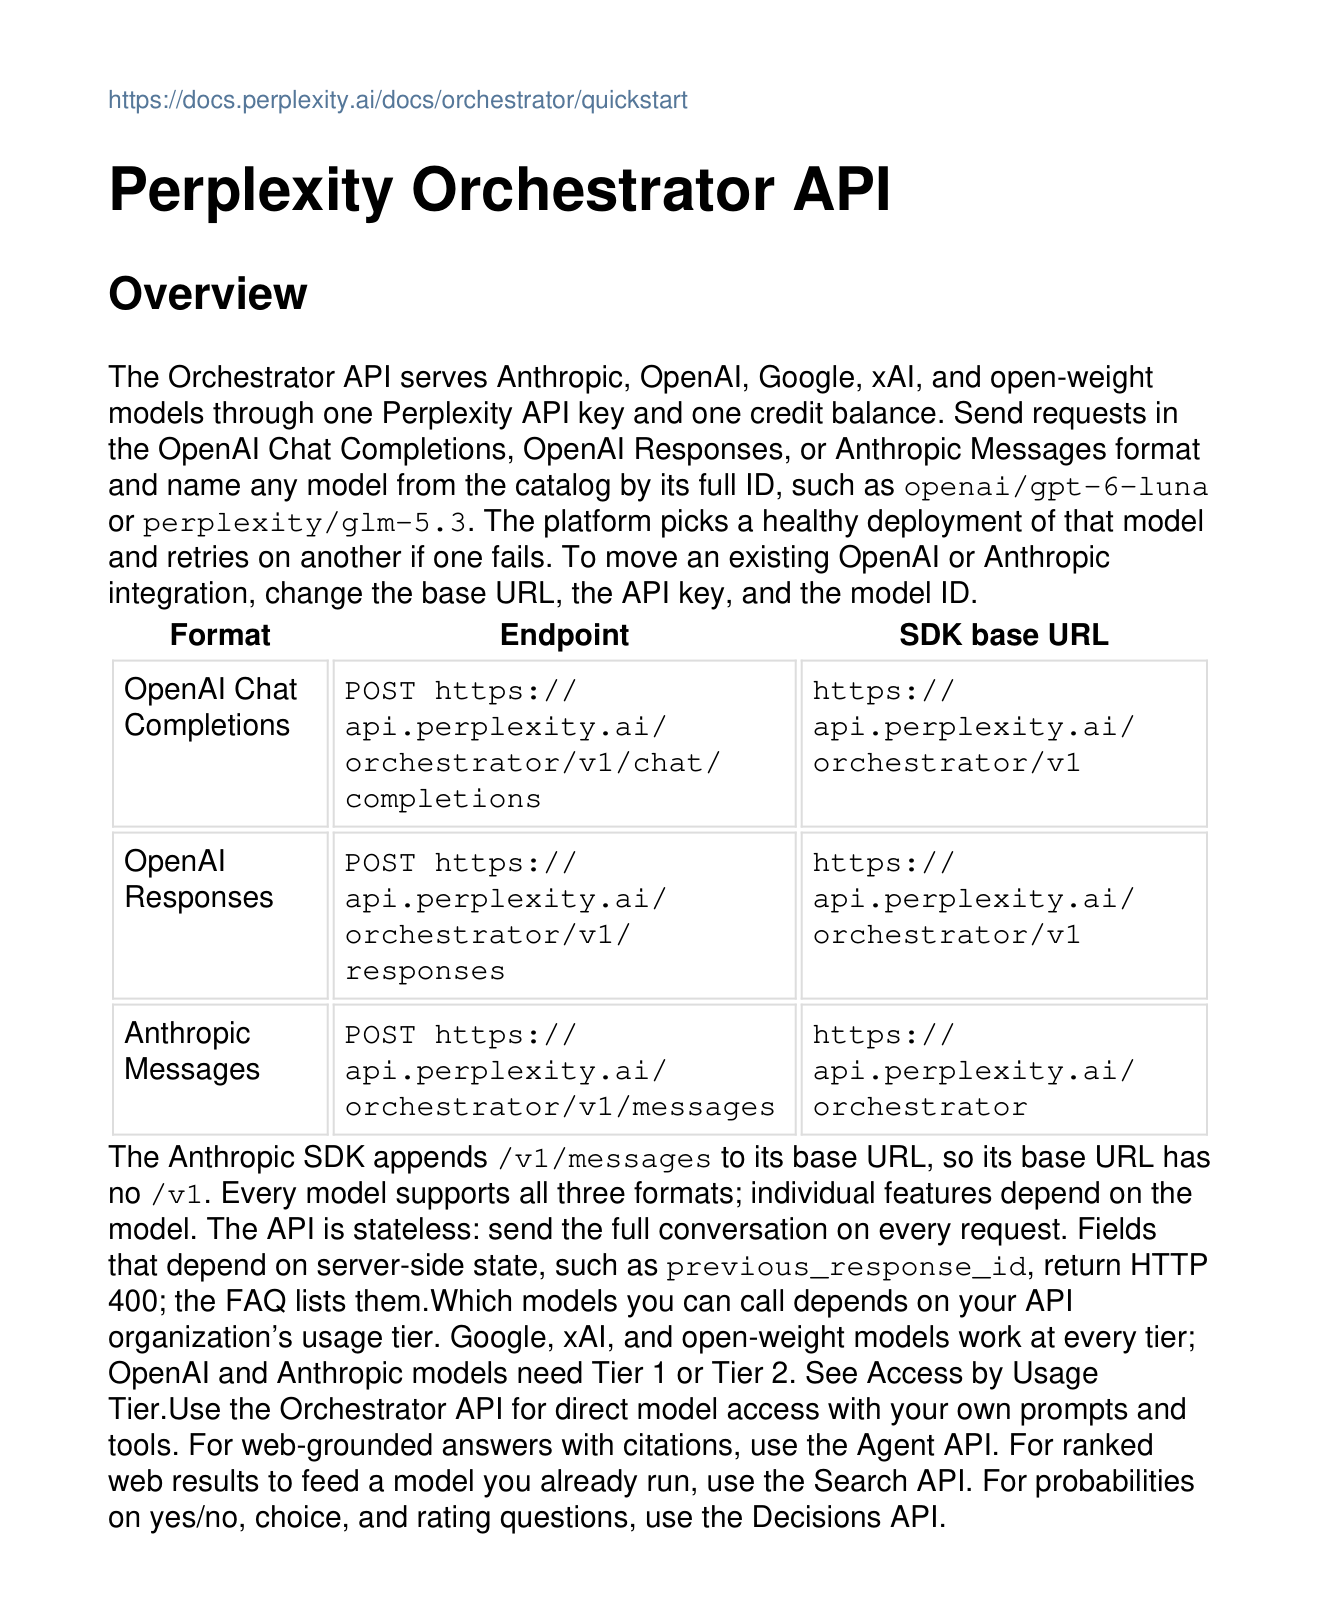 https://docs.perplexity.ai/docs/orchestrator/quickstart
Perplexity Orchestrator API
Overview
The Orchestrator API serves Anthropic, OpenAI, Google, xAI, and open-weight
models through one Perplexity API key and one credit balance. Send requests in
the OpenAI Chat Completions, OpenAI Responses, or Anthropic Messages format
and name any model from the catalog by its full ID, such as openai/gpt-6-luna
or perplexity/glm-5.3. The platform picks a healthy deployment of that model
and retries on another if one fails. To move an existing OpenAI or Anthropic
integration, change the base URL, the API key, and the model ID.
Format Endpoint SDK base URL
OpenAI Chat POST https:// https://
Completions api.perplexity.ai/ api.perplexity.ai/
orchestrator/v1/chat/ orchestrator/v1
completions
OpenAI POST https:// https://
Responses api.perplexity.ai/ api.perplexity.ai/
orchestrator/v1/ orchestrator/v1
responses
Anthropic POST https:// https://
Messages api.perplexity.ai/ api.perplexity.ai/
orchestrator/v1/messages orchestrator
The Anthropic SDK appends /v1/messages to its base URL, so its base URL has
no /v1. Every model supports all three formats; individual features depend on the
model. The API is stateless: send the full conversation on every request. Fields
that depend on server-side state, such as previous_response_id, return HTTP
400; the FAQ lists them.Which models you can call depends on your API
organization’s usage tier. Google, xAI, and open-weight models work at every tier;
OpenAI and Anthropic models need Tier 1 or Tier 2. See Access by Usage
Tier.Use the Orchestrator API for direct model access with your own prompts and
tools. For web-grounded answers with citations, use the Agent API. For ranked
web results to feed a model you already run, use the Search API. For probabilities
on yes/no, choice, and rating questions, use the Decisions API.